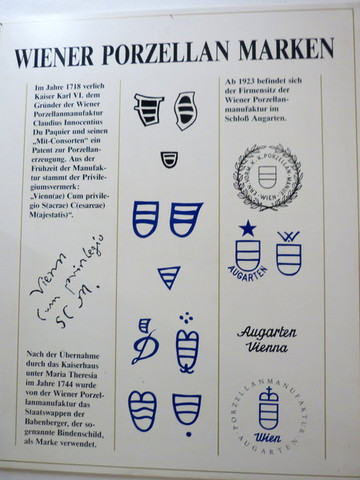 WIENER PORZELLAN MARKEN
Im Jahre 1718 verlieh
Kaiser Karl VI. dem
Gründer der Wiener
Porzellanmanufaktur
Claudius Innocentius
Du Paquier und seinen
„Mit-Consorten“ ein
Patent zur Porzellan-
erzeugung. Aus der
Frühzeit der Manufak-
tur stammt der Privile-
giumsvermerk:
„Vienn(ae) Cum privile-
gio S(acrae) C(aesareae)
M(ajestatis)“.
Vienn
Cum privilegio
S C M.
Nach der Übernahme
durch das Kaiserhaus
unter Maria Theresia
im Jahre 1744 wurde
von der Wiener Porzel-
lanmanufaktur das
Staatswappen der
Babenberger, der so-
genannte Bindenschild,
als Marke verwendet.
Ab 1923 befindet sich
der Firmensitz der
Wiener Porzellan-
manufaktur im
Schloß Augarten.
WIEN
AUGARTEN
W
Augarten
Vienna
PORZELLANMANUFAKTUR
AUGARTEN
Wien